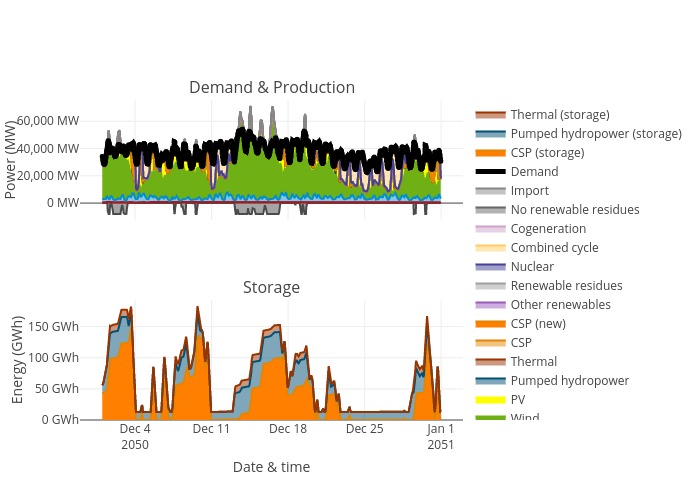 Demand & Production
Power (MW)
60,000 MW
40,000 MW
20,000 MW
0 MW
Storage
Energy (GWh)
150 GWh
100 GWh
50 GWh
0 GWh
Dec 4
2050
Dec 11
Dec 18
Dec 25
Jan 1
2051
Date & time
Thermal (storage)
Pumped hydropower (storage)
CSP (storage)
Demand
Import
No renewable residues
Cogeneration
Combined cycle
Nuclear
Renewable residues
Other renewables
CSP (new)
CSP
Thermal
Pumped hydropower
PV
Wind